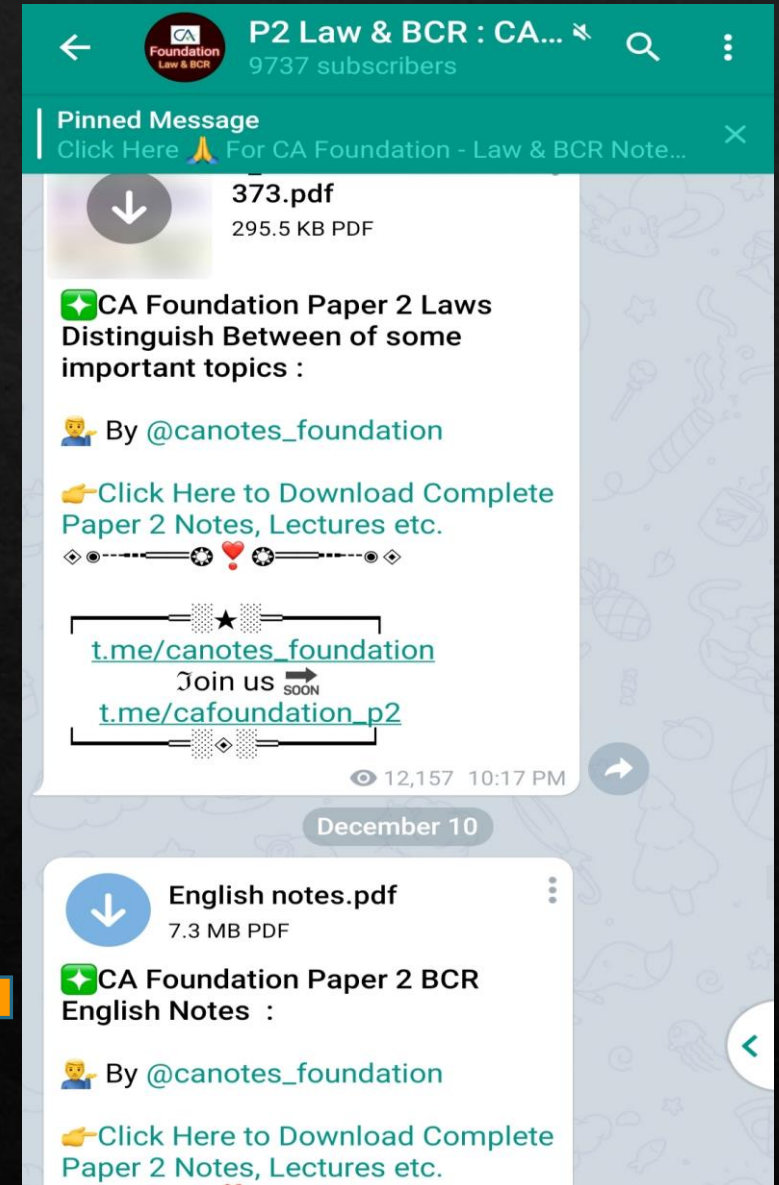 CA
Foundation
Law & BCR
P2 Law & BCR : CA...
9737 subscribers
Pinned Message
Click Here 🙏 For CA Foundation - Law & BCR Note...
373.pdf
295.5 KB PDF
CA Foundation Paper 2 Laws
Distinguish Between of some
important topics :
By @canotes_foundation
👉Click Here to Download Complete
Paper 2 Notes, Lectures etc.
t.me/canotes_foundation
ℑoin us 🔜
t.me/cafoundation_p2
12,157 10:17 PM
December 10
English notes.pdf
7.3 MB PDF
CA Foundation Paper 2 BCR
English Notes :
By @canotes_foundation
👉Click Here to Download Complete
Paper 2 Notes, Lectures etc.